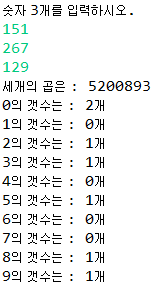 숫자 3개를 입력하시오.
151
267
129
세개의 곱은 : 5200893
0의 갯수는 : 2개
1의 갯수는 : 0개
2의 갯수는 : 1개
3의 갯수는 : 1개
4의 갯수는 : 0개
5의 갯수는 : 1개
6의 갯수는 : 0개
7의 갯수는 : 0개
8의 갯수는 : 1개
9의 갯수는 : 1개